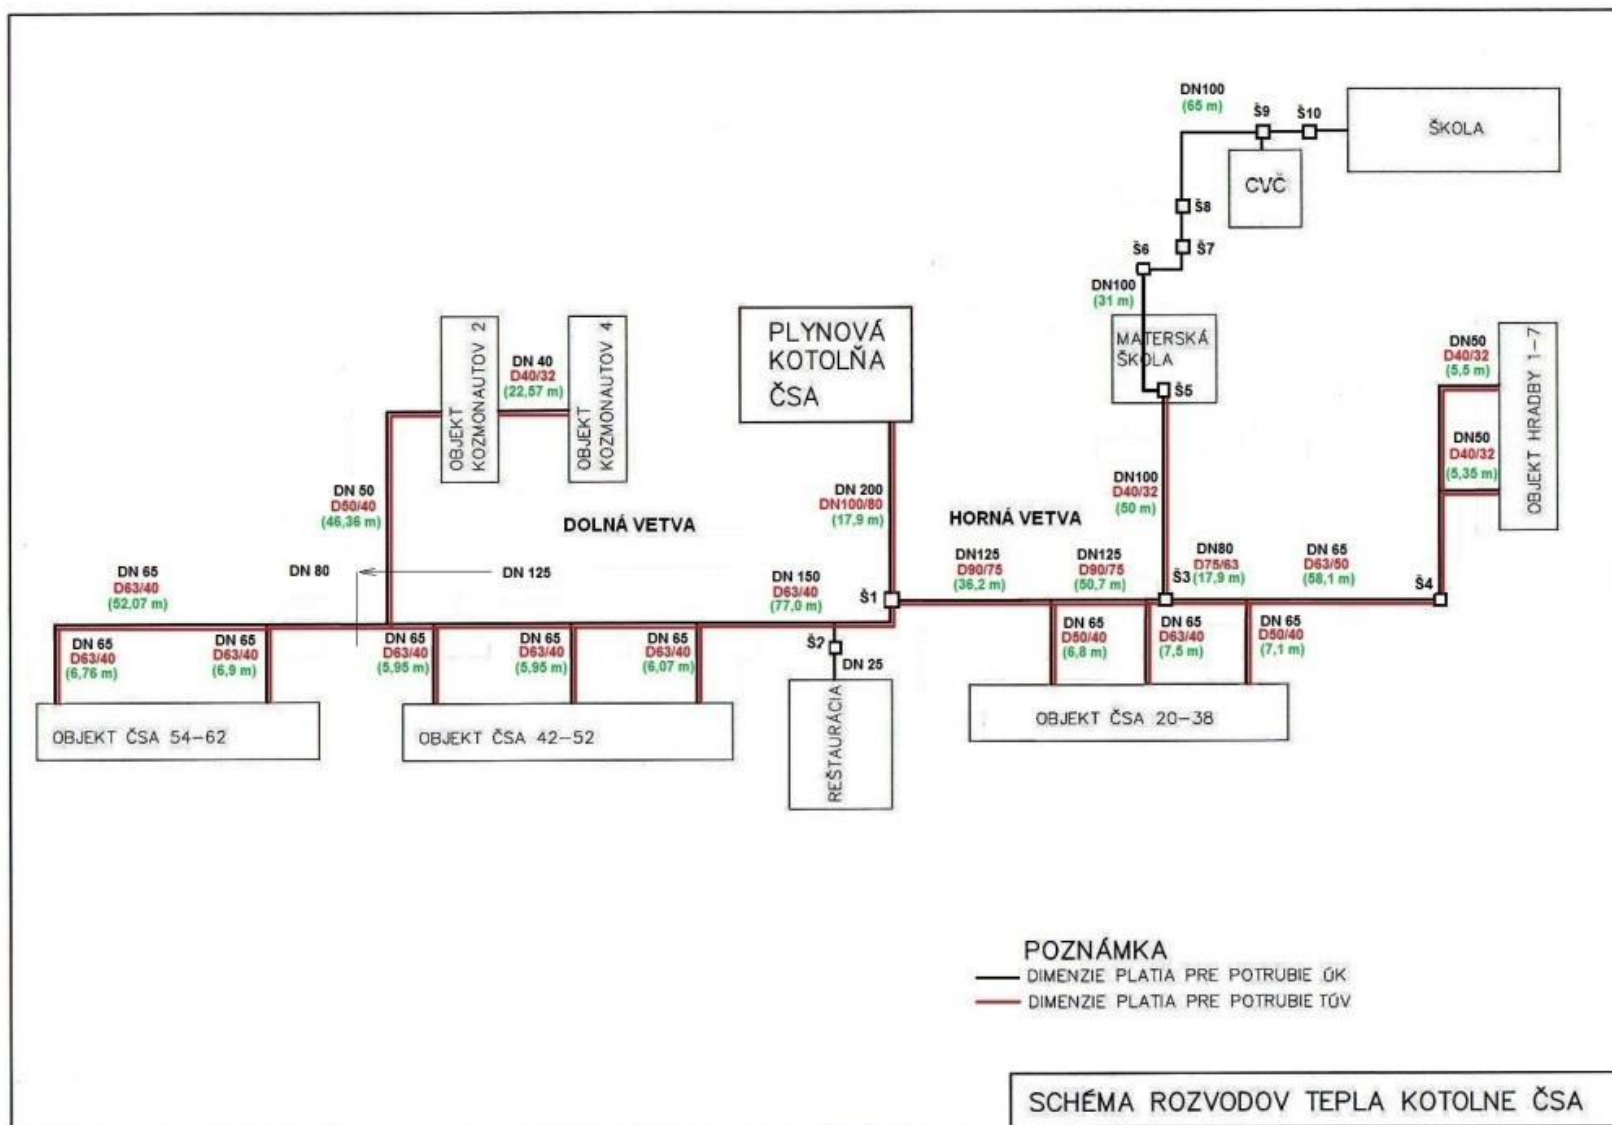 DN100
(65 m)
Š9
Š10
ŠKOLA
CVČ
Š8
Š7
Š6
DN100
(31 m)
MATERSKÁ
ŠKOLA
Š5
PLYNOVÁ
KOTOLŇA
ČSA
OBJEKT
KOZMONAUTOV 2
DN 40
D40/32
(22,57 m)
OBJEKT
KOZMONAUTOV 4
DN50
D40/32
(5,5 m)
DN50
D40/32
(5,35 m)
OBJEKT HRADBY 1-7
DN 50
D50/40
(46,36 m)
DOLNÁ VETVA
DN 200
DN100/80
(17,9 m)
HORNÁ VETVA
DN100
D40/32
(50 m)
DN 65
D63/40
(52,07 m)
DN 80
DN 125
DN 150
D63/40
(77,0 m)
Š1
DN125
D90/75
(36,2 m)
DN125
D90/75
(50,7 m)
Š3
DN80
D75/63
(17,9 m)
DN 65
D63/50
(58,1 m)
Š4
DN 65
D63/40
(6,76 m)
DN 65
D63/40
(6,9 m)
DN 65
D63/40
(5,95 m)
DN 65
D63/40
(5,95 m)
DN 65
D63/40
(6,07 m)
Š2
DN 25
DN 65
D50/40
(6,8 m)
DN 65
D63/40
(7,5 m)
DN 65
D50/40
(7,1 m)
OBJEKT ČSA 54-62
OBJEKT ČSA 42-52
REŠTAURÁCIA
OBJEKT ČSA 20-38
POZNÁMKA
DIMENZIE PLATIA PRE POTRUBIE ÚK
DIMENZIE PLATIA PRE POTRUBIE TÚV
SCHÉMA ROZVODOV TEPLA KOTOLNE ČSA